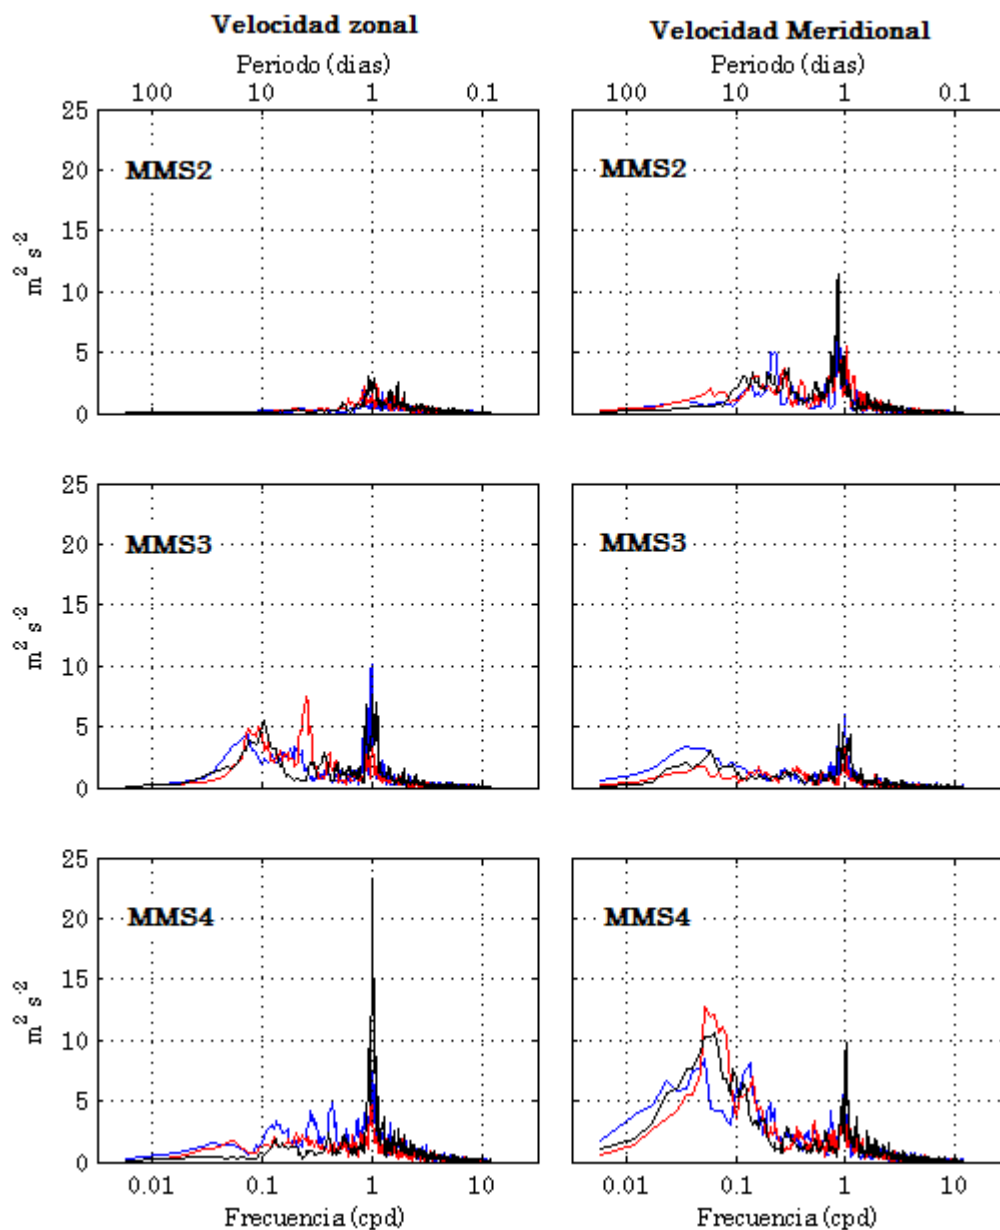 Velocidad zonal
Velocidad Meridional
Periodo (dias)
Periodo (dias)
100 10 1 0.1
100 10 1 0.1
25
20
15
10
5
0
m² s⁻²
MMS2
MMS2
25
20
15
10
5
0
m² s⁻²
MMS3
MMS3
25
20
15
10
5
0
m² s⁻²
MMS4
MMS4
0.01 0.1 1 10
0.01 0.1 1 10
Frecuencia (cpd)
Frecuencia (cpd)